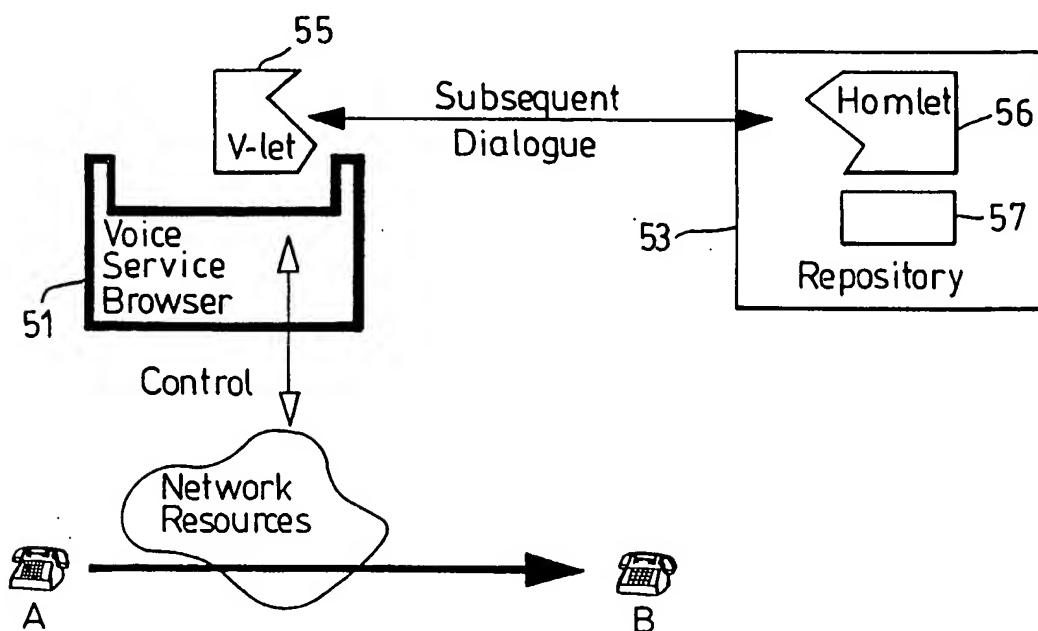 55
V-let
Subsequent
Dialogue
Homlet
56
57
53
Repository
Voice
Service
Browser
51
Control
Network
Resources
A
B